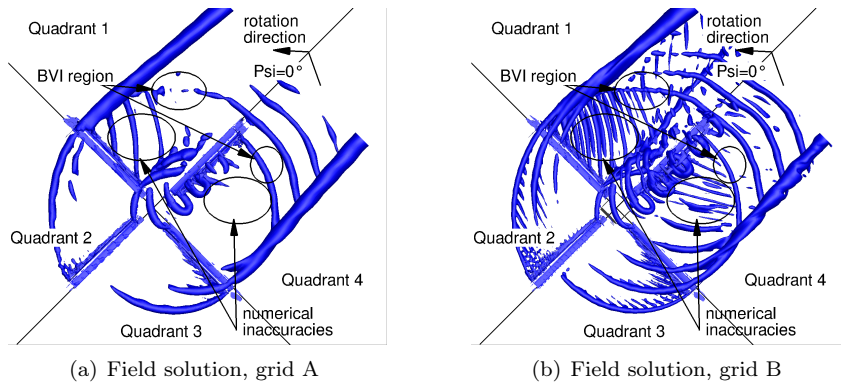 Quadrant 1
rotation
direction
BVI region
Psi=0°
Quadrant 2
Quadrant 4
numerical
inaccuracies
Quadrant 3
(a) Field solution, grid A
Quadrant 1
rotation
direction
BVI region
Psi=0°
Quadrant 2
Quadrant 4
numerical
inaccuracies
Quadrant 3
(b) Field solution, grid B